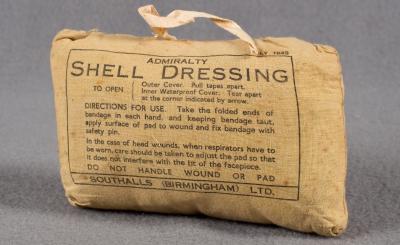 JULY 1943
ADMIRALTY
SHELL DRESSING
TO OPEN { Outer Cover. Pull tapes apart.
Inner Waterproof Cover. Tear apart
at the corner indicated by arrow.
DIRECTIONS FOR USE. Take the folded ends of
bandage in each hand, and keeping bandage taut,
apply surface of pad to wound and fix bandage with
safety pin.
In the case of head wounds, when respirators have to
be worn, care should be taken to adjust the pad so that
it does not interfere with the fit of the facepiece.
DO NOT HANDLE WOUND OR PAD
SOUTHALLS (BIRMINGHAM) LTD.